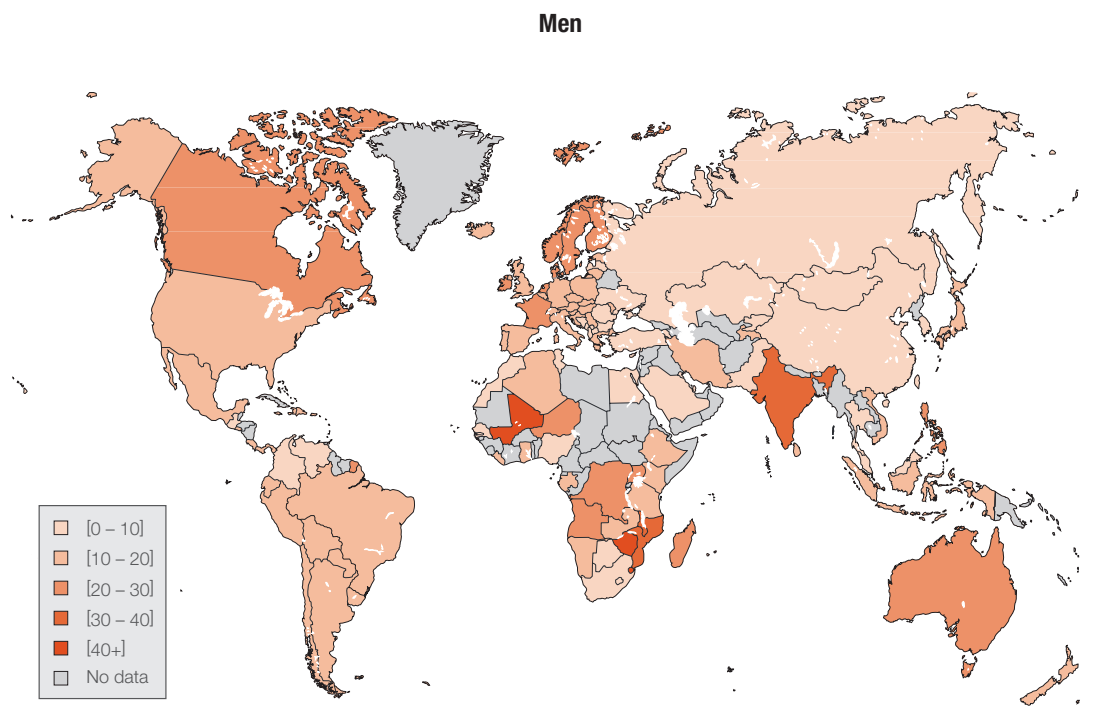 Men
[0 – 10]
[10 – 20]
[20 – 30]
[30 – 40]
[40+]
No data